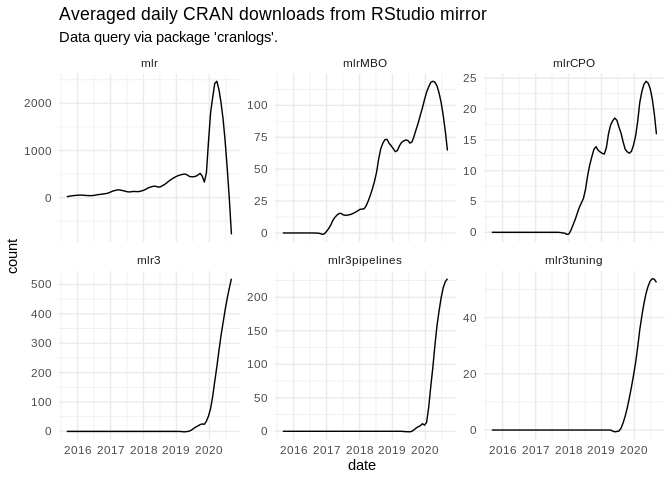 Averaged daily CRAN downloads from RStudio mirror
Data query via package 'cranlogs'.
mlr
mlrMBO
mlrCPO
2000
1000
0
100
75
50
25
0
25
20
15
10
5
0
count
mlr3
mlr3pipelines
mlr3tuning
500
400
300
200
100
0
200
150
100
50
0
40
20
0
2016 2017 2018 2019 2020
2016 2017 2018 2019 2020
2016 2017 2018 2019 2020
date